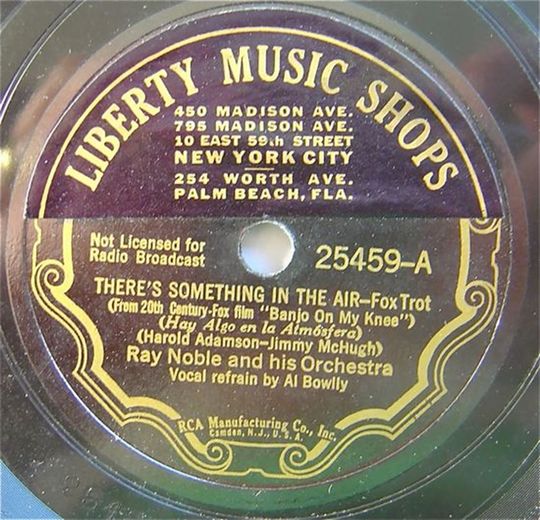 LIBERTY MUSIC SHOPS
450 MADISON AVE.
795 MADISON AVE.
10 EAST 59th STREET
NEW YORK CITY
254 WORTH AVE.
PALM BEACH, FLA.
Not Licensed for
Radio Broadcast
25459-A
THERE'S SOMETHING IN THE AIR-Fox Trot
(From 20th Century-Fox film "Banjo On My Knee")
(Hay Algo en la Atmósfera)
(Harold Adamson-Jimmy McHugh)
Ray Noble and his Orchestra
Vocal refrain by Al Bowlly
RCA Manufacturing Co., Inc.
Camden, N.J., U.S.A.